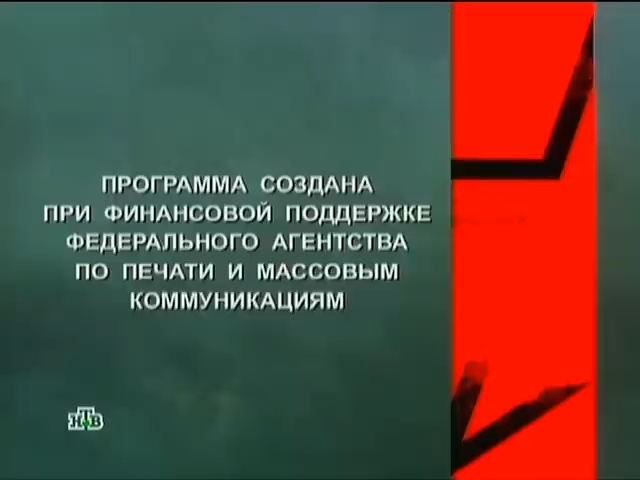 ПРОГРАММА СОЗДАНА
ПРИ ФИНАНСОВОЙ ПОДДЕРЖКЕ
ФЕДЕРАЛЬНОГО АГЕНТСТВА
ПО ПЕЧАТИ И МАССОВЫМ
КОММУНИКАЦИЯМ
НТВ